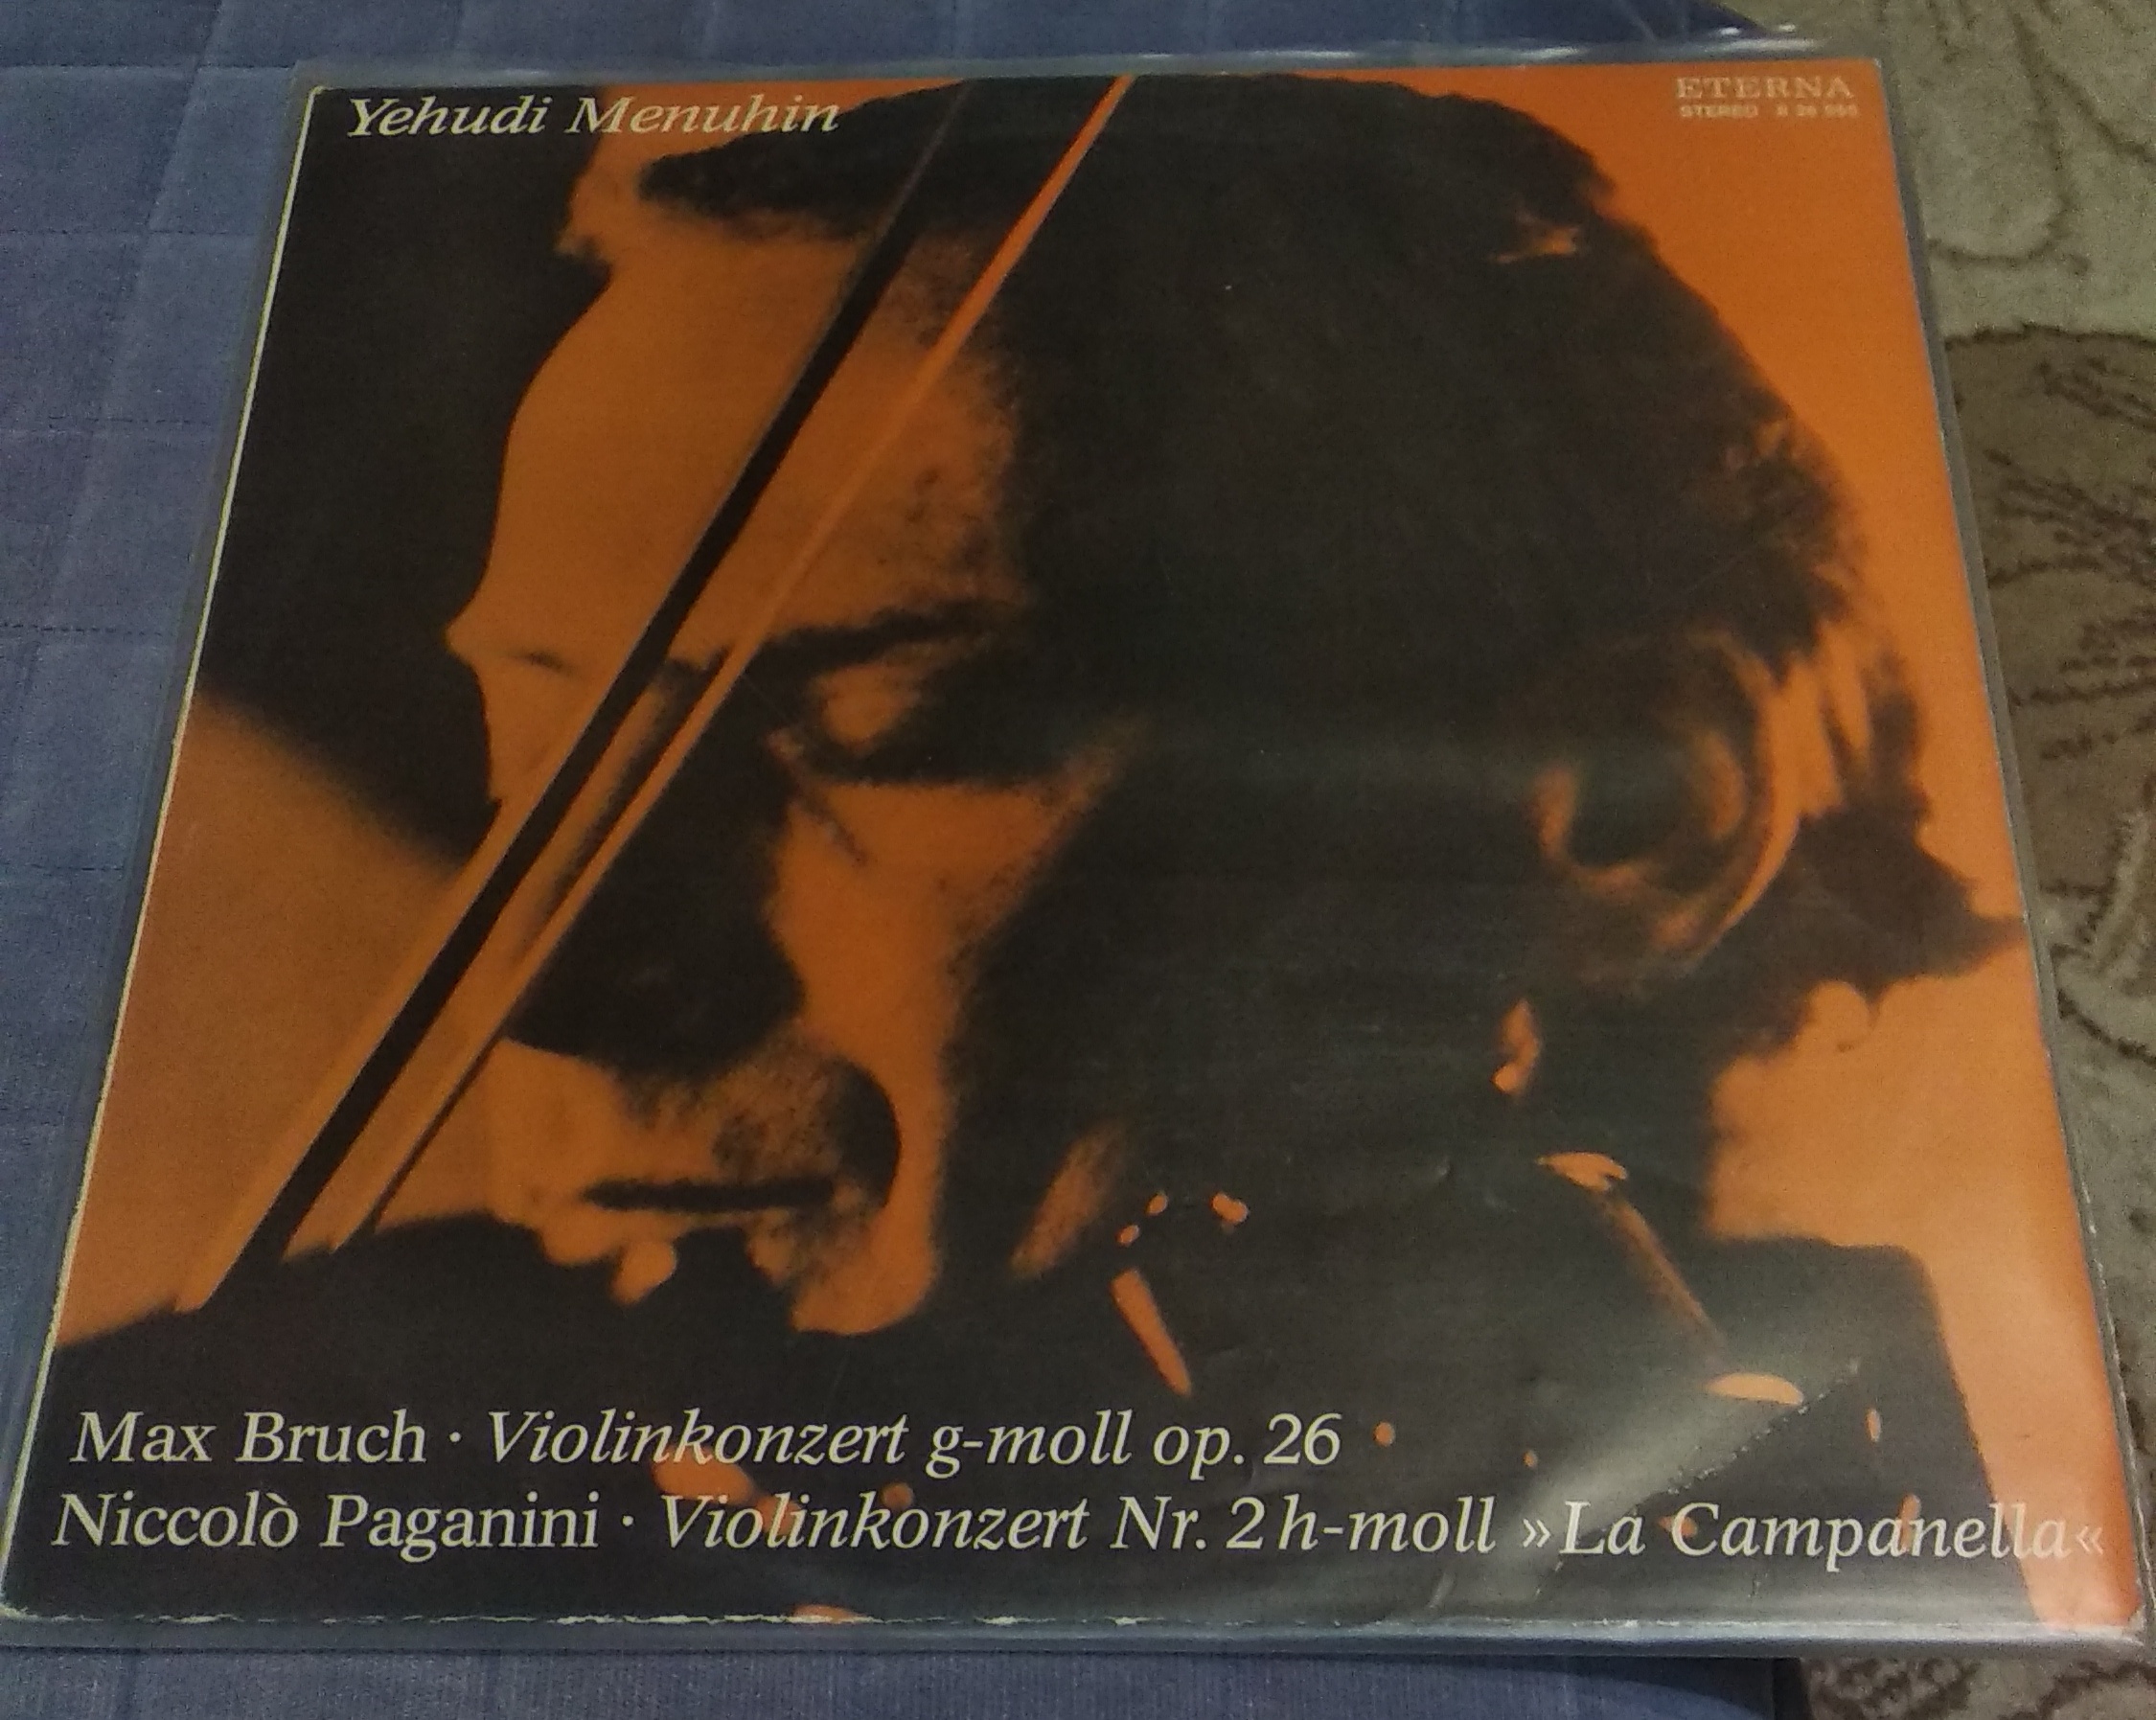 Yehudi Menuhin
ETERNA
STEREO
Max Bruch · Violinkonzert g-moll op. 26
Niccolò Paganini · Violinkonzert Nr. 2 h-moll »La Campanella«